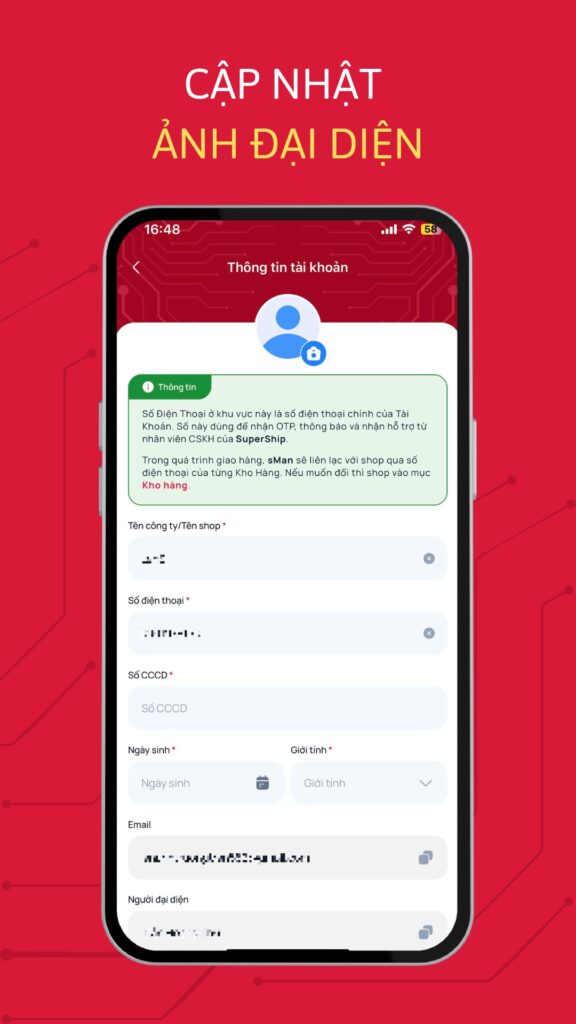 CẬP NHẬT
ẢNH ĐẠI DIỆN
16:48
58
Thông tin tài khoản
Thông tin
Số Điện Thoại ở khu vực này là số điện thoại chính của Tài
Khoản. Số này dùng để nhận OTP, thông báo và nhận hỗ trợ từ
nhân viên CSKH của SuperShip.
Trong quá trình giao hàng, sMan sẽ liên lạc với shop qua số
điện thoại của từng Kho Hàng. Nếu muốn đổi thì shop vào mục
Kho hàng.
Tên công ty/Tên shop *
Số điện thoại *
Số CCCD *
Số CCCD
Ngày sinh * Giới tính *
Ngày sinh Giới tính
Email
Người đại diện